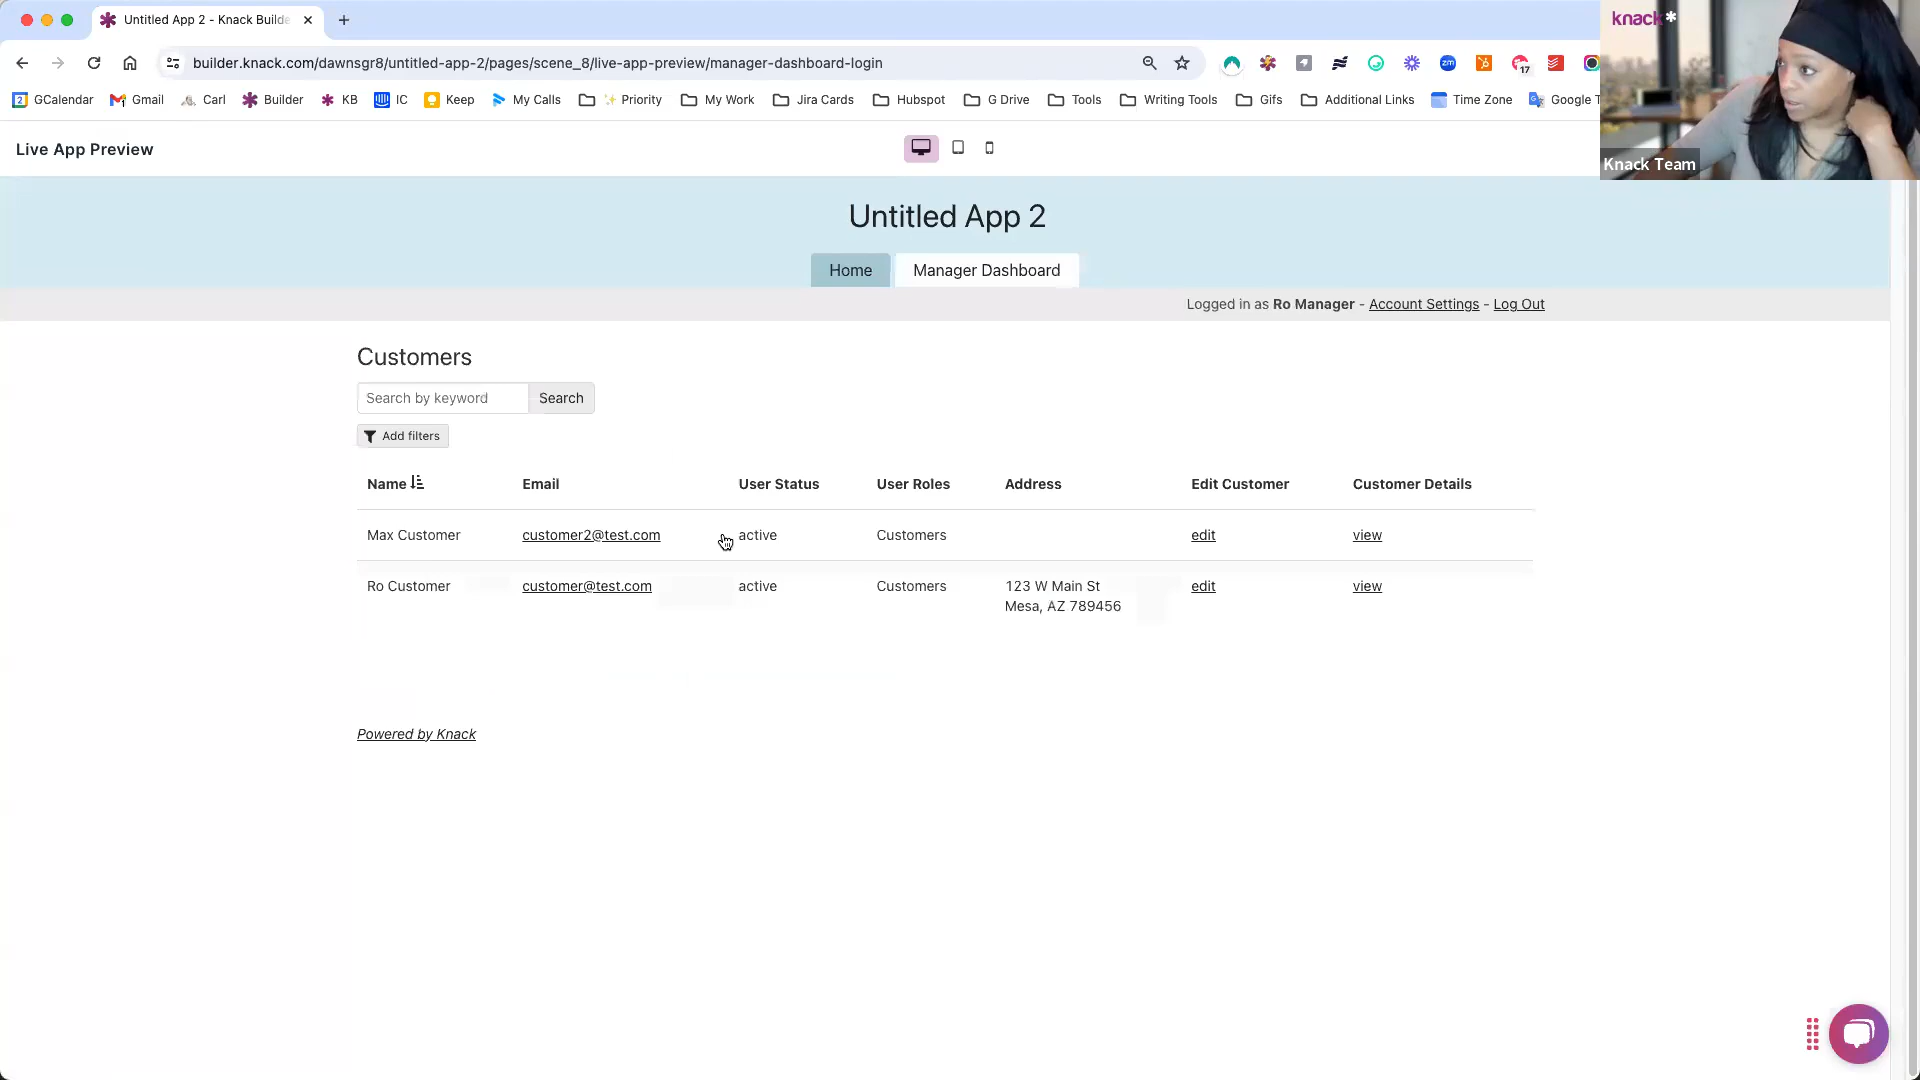 Untitled App 2 - Knack Builde
builder.knack.com/dawnsgr8/untitled-app-2/pages/scene_8/live-app-preview/manager-dashboard-login
17
GCalendar Gmail Carl Builder KB IC Keep My Calls Priority My Work Jira Cards Hubspot G Drive Tools Writing Tools Gifs Additional Links Time Zone Google T
knack*
Knack Team
Live App Preview
Untitled App 2
Home Manager Dashboard
Logged in as Ro Manager - Account Settings - Log Out
Customers
Search by keyword Search
Add filters
Name Email User Status User Roles Address Edit Customer Customer Details
Max Customer customer2@test.com active Customers edit view
Ro Customer customer@test.com active Customers 123 W Main St edit view
Mesa, AZ 789456
Powered by Knack